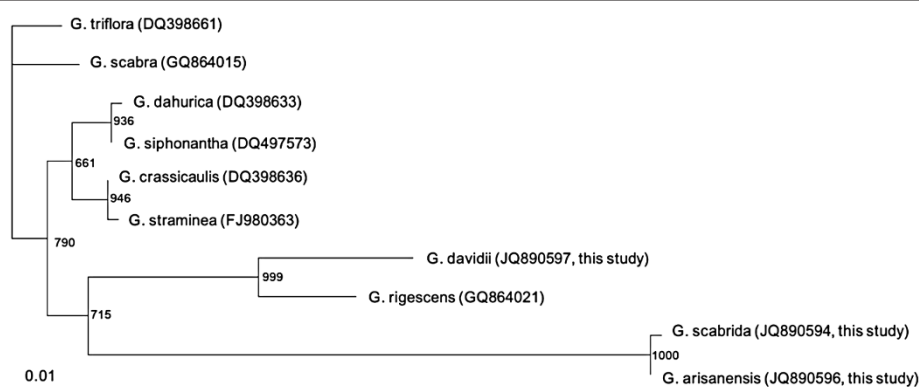 G. triflora (DQ398661)
G. scabra (GQ864015)
G. dahurica (DQ398633)
936
G. siphonantha (DQ497573)
661
G. crassicaulis (DQ398636)
946
G. straminea (FJ980363)
790
G. davidii (JQ890597, this study)
999
G. rigescens (GQ864021)
715
G. scabrida (JQ890594, this study)
1000
G. arisanensis (JQ890596, this study)
0.01